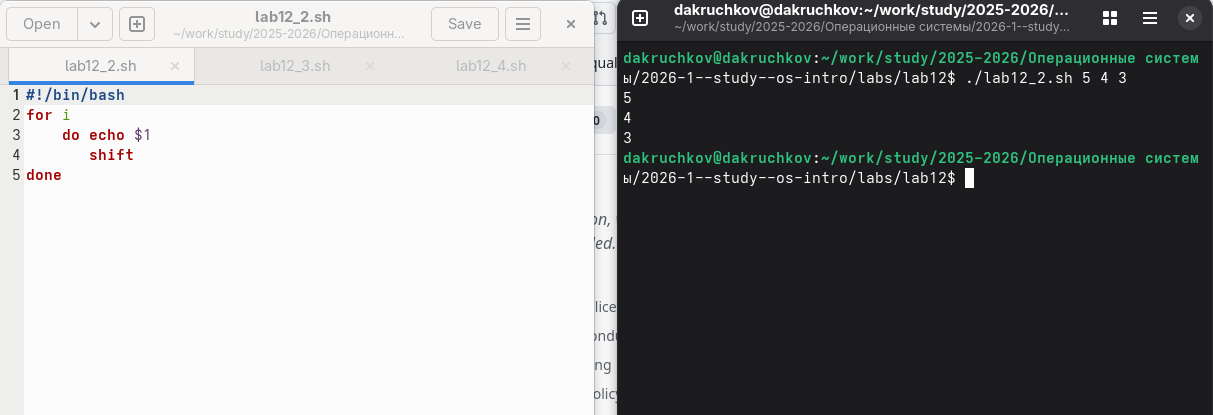 Open
lab12_2.sh
~/work/study/2025-2026/Операционн...
Save
lab12_2.sh
lab12_3.sh
lab12_4.sh
1 #!/bin/bash
2 for i
3     do echo $1
4        shift
5 done
dakruchkov@dakruchkov:~/work/study/2025-2026/...
~/work/study/2025-2026/Операционные системы/2026-1--study...
dakruchkov@dakruchkov:~/work/study/2025-2026/Операционные систем
ы/2026-1--study--os-intro/labs/lab12$ ./lab12_2.sh 5 4 3
5
4
3
dakruchkov@dakruchkov:~/work/study/2025-2026/Операционные систем
ы/2026-1--study--os-intro/labs/lab12$